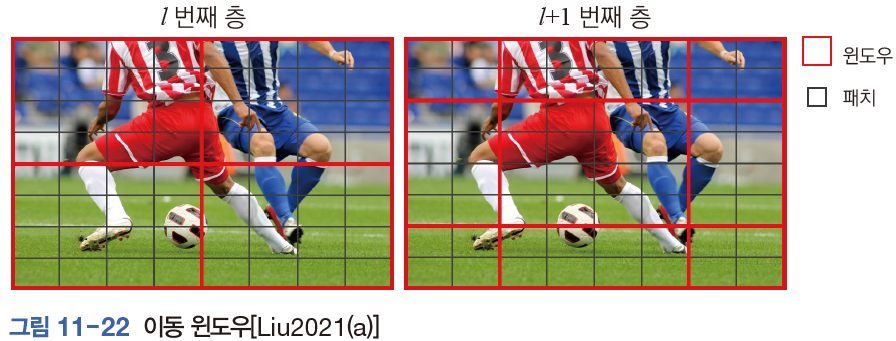 l 번째 층
l+1 번째 층
윈도우
패치
그림 11-22 이동 윈도우[Liu2021(a)]